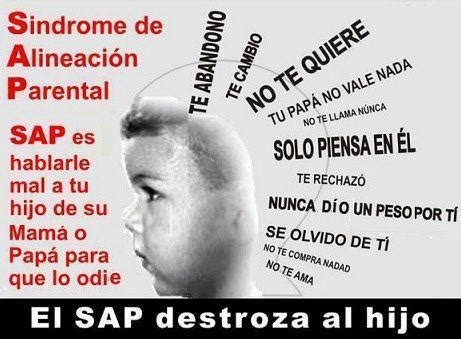 Sindrome de
Alineación
Parental
SAP es
hablarle
mal a tu
hijo de su
Mamá o
Papá para
que lo odie
TE ABANDONO
TE CAMBIO
NO TE QUIERE
TU PAPÁ NO VALE NADA
NO TE LLAMA NÚNCA
SOLO PIENSA EN ÉL
TE RECHAZÓ
NUNCA DÍO UN PESO POR TÍ
SE OLVIDO DE TÍ
NO TE COMPRA NADAD
NO TE AMA
El SAP destroza al hijo